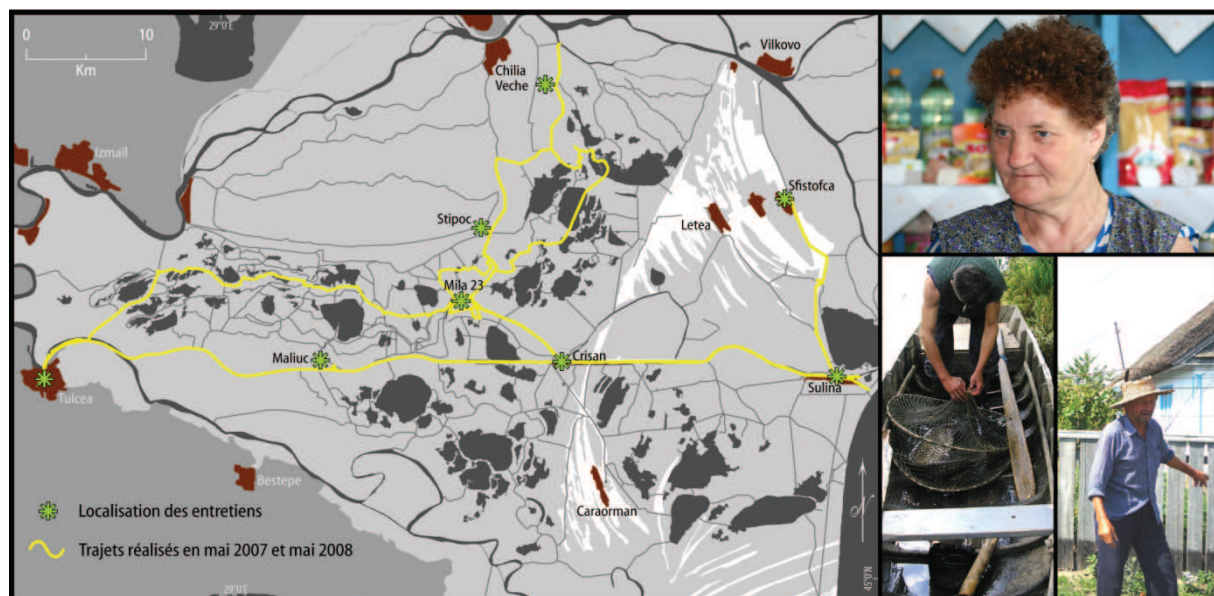 0 10
Km
29°0'E
Chilia
Veche
Vilkovo
Izmaïl
Sfistofca
Stipoc
Letea
Mila 23
Maliuc
Crisan
Tulcea
Sulina
Bestepe
Caraorman
Localisation des entretiens
Trajets réalisés en mai 2007 et mai 2008
N
29°0'E
45°0'N